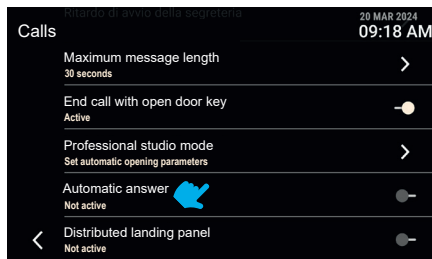 Ritardo di avvio della segreteria
20 MAR 2024
Calls
09:18 AM
Maximum message length
30 seconds
End call with open door key
Active
Professional studio mode
Set automatic opening parameters
Automatic answer
Not active
Distributed landing panel
Not active